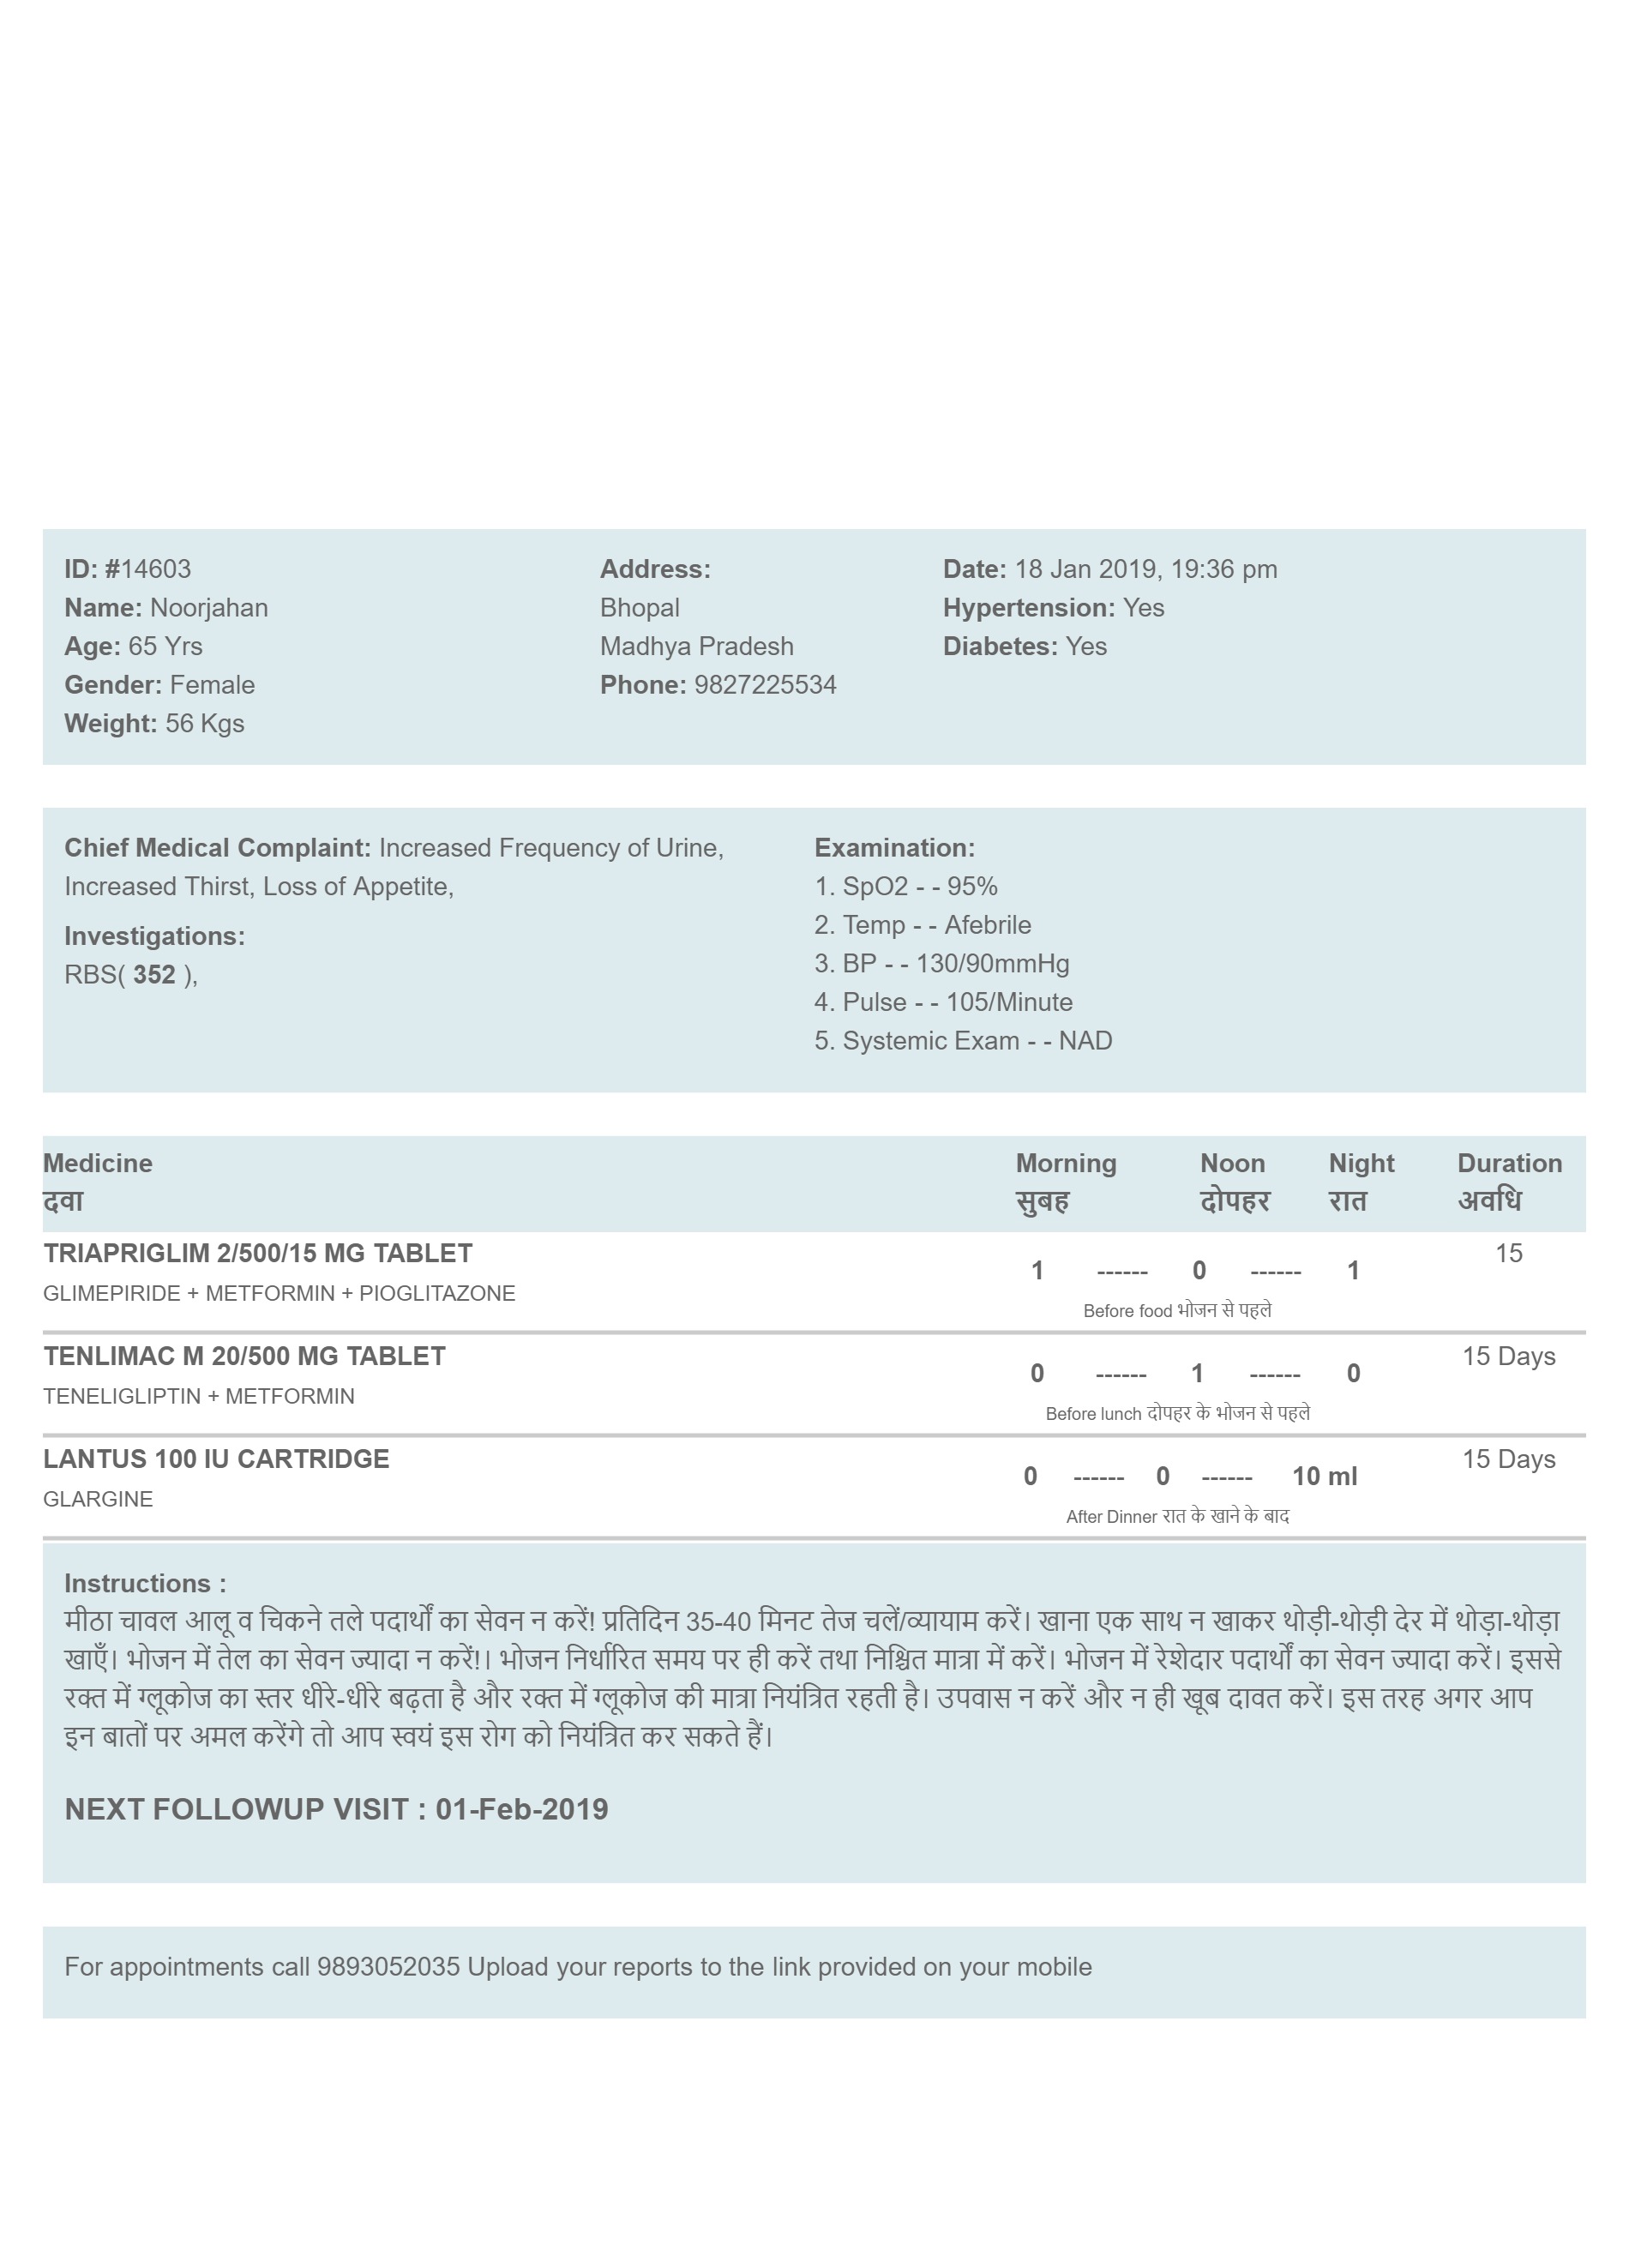 ID: #14603
Name: Noorjahan
Age: 65 Yrs
Gender: Female
Weight: 56 Kgs
Address:
Bhopal
Madhya Pradesh
Phone: 9827225534
Date: 18 Jan 2019, 19:36 pm
Hypertension: Yes
Diabetes: Yes
Chief Medical Complaint: Increased Frequency of Urine,
Increased Thirst, Loss of Appetite,
Investigations:
RBS( 352 ),
Examination:
1. SpO2 - - 95%
2. Temp - - Afebrile
3. BP - - 130/90mmHg
4. Pulse - - 105/Minute
5. Systemic Exam - - NAD
Medicine Morning Noon Night Duration
दवा सुबह दोपहर रात अवधि
TRIAPRIGLIM 2/500/15 MG TABLET 1 ------ 0 ------ 1 15
GLIMEPIRIDE + METFORMIN + PIOGLITAZONE Before food भोजन से पहले
TENLIMAC M 20/500 MG TABLET 0 ------ 1 ------ 0 15 Days
TENELIGLIPTIN + METFORMIN Before lunch दोपहर के भोजन से पहले
LANTUS 100 IU CARTRIDGE 0 ------ 0 ------ 10 ml 15 Days
GLARGINE After Dinner रात के खाने के बाद
Instructions :
मीठा चावल आलू व चिकने तले पदार्थों का सेवन न करें! प्रतिदिन 35-40 मिनट तेज चलें/व्यायाम करें। खाना एक साथ न खाकर थोड़ी-थोड़ी देर में थोड़ा-थोड़ा
खाएँ। भोजन में तेल का सेवन ज्यादा न करें!। भोजन निर्धारित समय पर ही करें तथा निश्चित मात्रा में करें। भोजन में रेशेदार पदार्थों का सेवन ज्यादा करें। इससे
रक्त में ग्लूकोज का स्तर धीरे-धीरे बढ़ता है और रक्त में ग्लूकोज की मात्रा नियंत्रित रहती है। उपवास न करें और न ही खूब दावत करें। इस तरह अगर आप
इन बातों पर अमल करेंगे तो आप स्वयं इस रोग को नियंत्रित कर सकते हैं।
NEXT FOLLOWUP VISIT : 01-Feb-2019
For appointments call 9893052035 Upload your reports to the link provided on your mobile